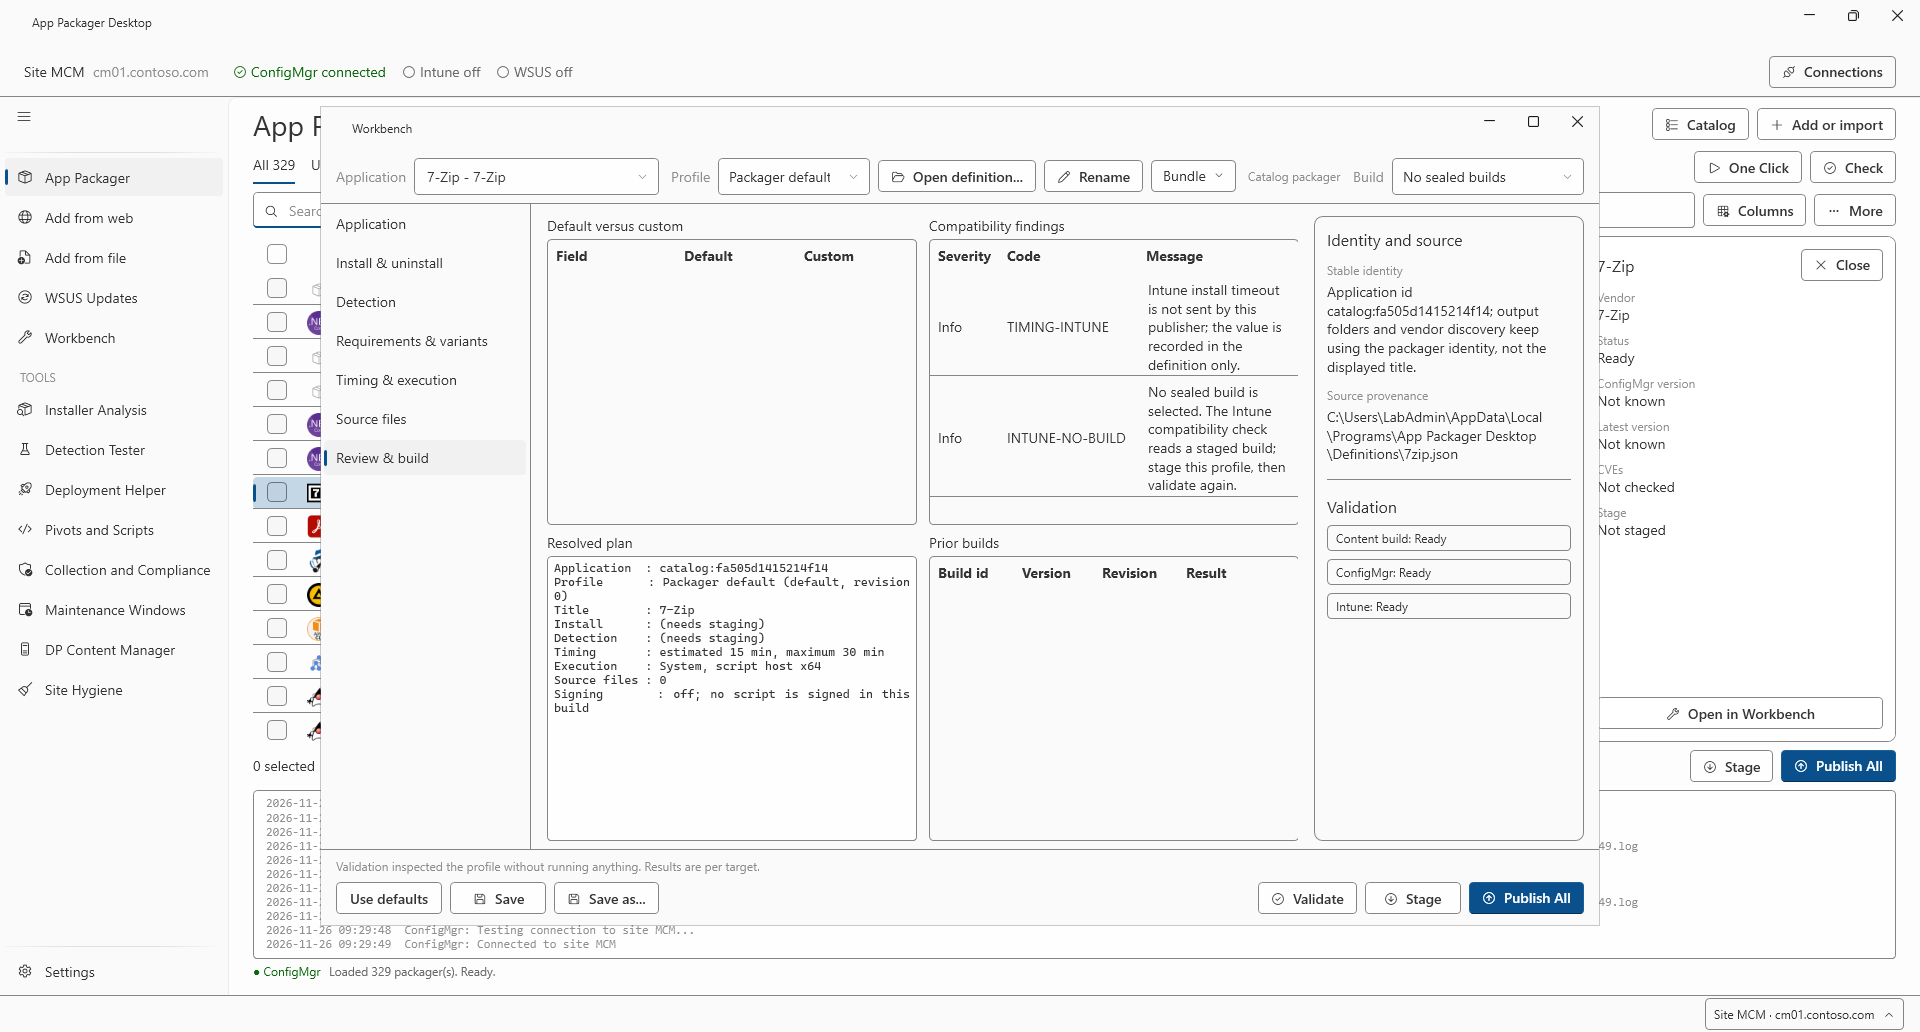 App Packager Desktop
Site MCM cm01.contoso.com ConfigMgr connected Intune off WSUS off Connections
App Packager
Add from web
Add from file
WSUS Updates
Workbench
TOOLS
Installer Analysis
Detection Tester
Deployment Helper
Pivots and Scripts
Collection and Compliance
Maintenance Windows
DP Content Manager
Site Hygiene
Settings
App
Catalog Add or import
All 329
One Click Check
Columns ··· More
Workbench
Application 7-Zip - 7-Zip Profile Packager default Open definition... Rename Bundle Catalog packager Build No sealed builds
Application
Install & uninstall
Detection
Requirements & variants
Timing & execution
Source files
Review & build
Default versus custom
Field Default Custom
Compatibility findings
Severity Code Message
Info TIMING-INTUNE
Intune install timeout
is not sent by this
publisher; the value is
recorded in the
definition only.
Info INTUNE-NO-BUILD
No sealed build is
selected. The Intune
compatibility check
reads a staged build;
stage this profile, then
validate again.
Resolved plan
Application : catalog:fa505d1415214f14
Profile : Packager default (default, revision
0)
Title : 7-Zip
Install : (needs staging)
Detection : (needs staging)
Timing : estimated 15 min, maximum 30 min
Execution : System, script host x64
Source files : 0
Signing : off; no script is signed in this
build
Prior builds
Build id Version Revision Result
Identity and source
Stable identity
Application id
catalog:fa505d1415214f14; output
folders and vendor discovery keep
using the packager identity, not the
displayed title.
Source provenance
C:\Users\LabAdmin\AppData\Local
\Programs\App Packager Desktop
\Definitions\7zip.json
Validation
Content build: Ready
ConfigMgr: Ready
Intune: Ready
Validation inspected the profile without running anything. Results are per target.
Use defaults Save Save as... Validate Stage Publish All
7-Zip Close
Vendor
7-Zip
Status
Ready
ConfigMgr version
Not known
Latest version
Not known
CVEs
Not checked
Stage
Not staged
Open in Workbench
0 selected Stage Publish All
49.log
49.log
2026-11-26 09:29:48 ConfigMgr: Testing connection to site MCM...
2026-11-26 09:29:49 ConfigMgr: Connected to site MCM
ConfigMgr Loaded 329 packager(s). Ready.
Site MCM · cm01.contoso.com